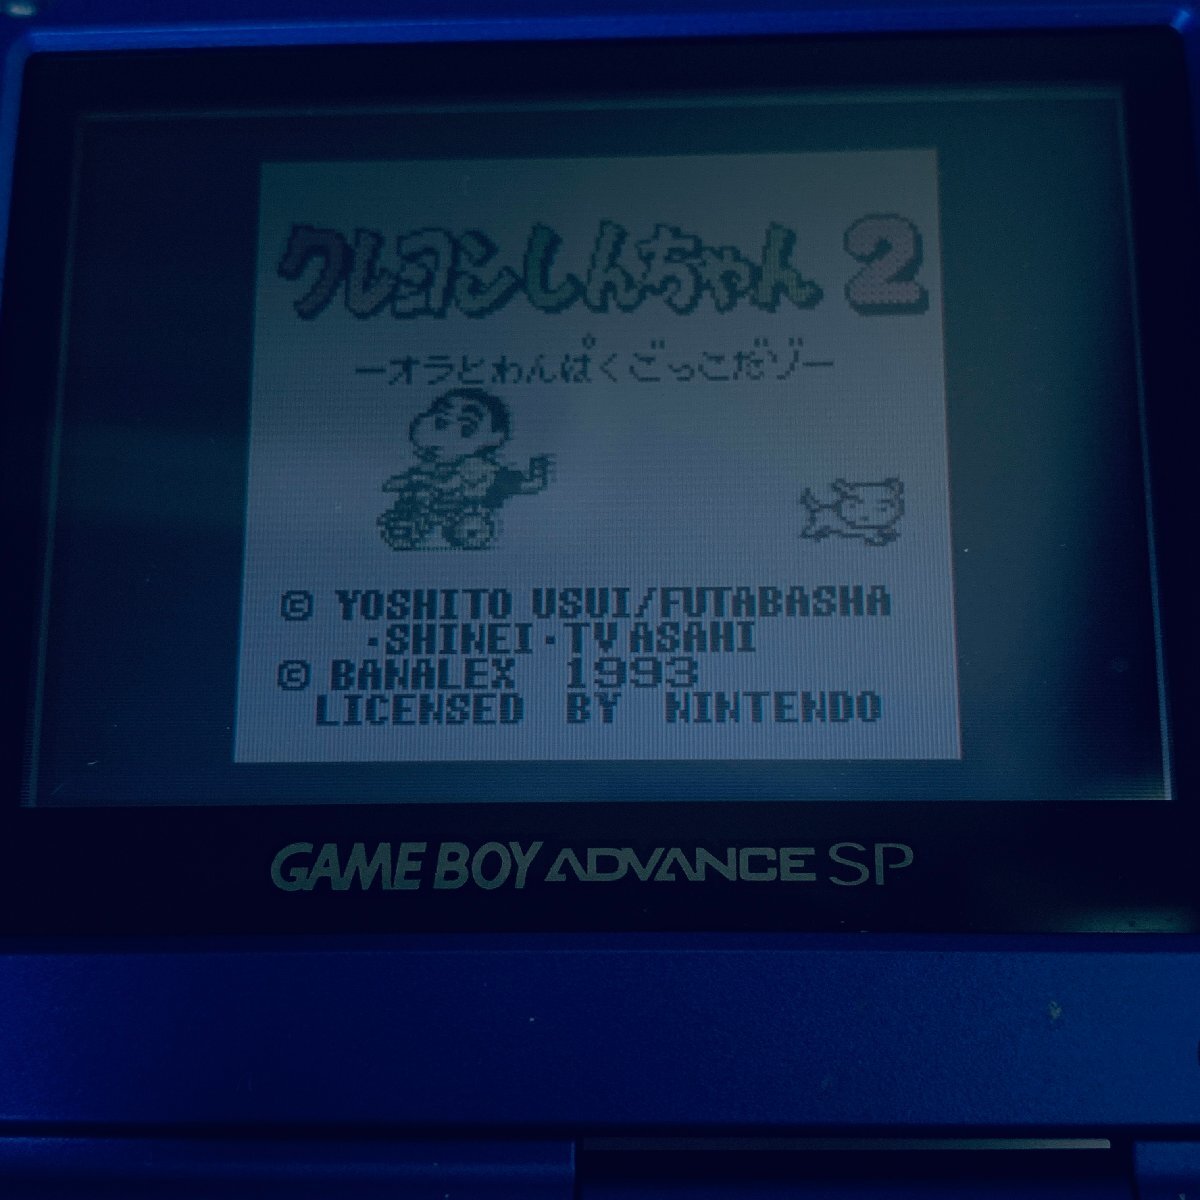 クレヨンしんちゃん 2
ーオラとわんぱくごっこだゾー
© YOSHITO USUI/FUTABASHA
・SHINEI・TV ASAHI
© BANALEX 1993
LICENSED BY NINTENDO
GAME BOY ADVANCE SP